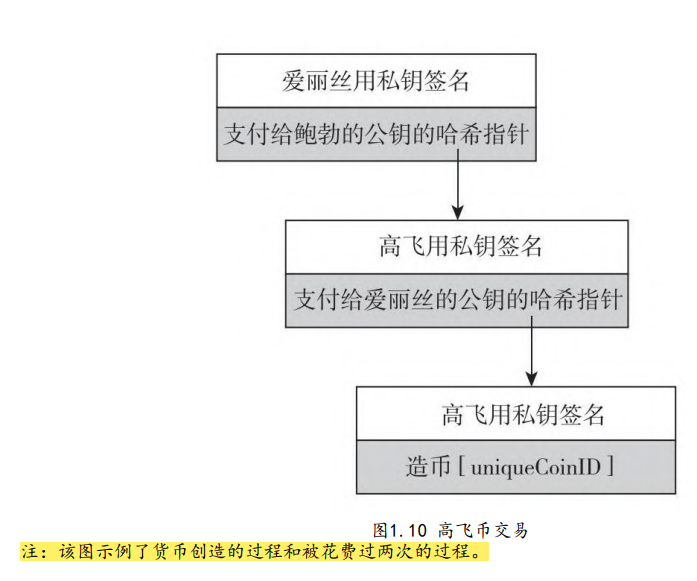 爱丽丝用私钥签名
支付给鲍勃的公钥的哈希指针
高飞用私钥签名
支付给爱丽丝的公钥的哈希指针
高飞用私钥签名
造币［uniqueCoinID］
图1.10 高飞币交易
注：该图示例了货币创造的过程和被花费过两次的过程。